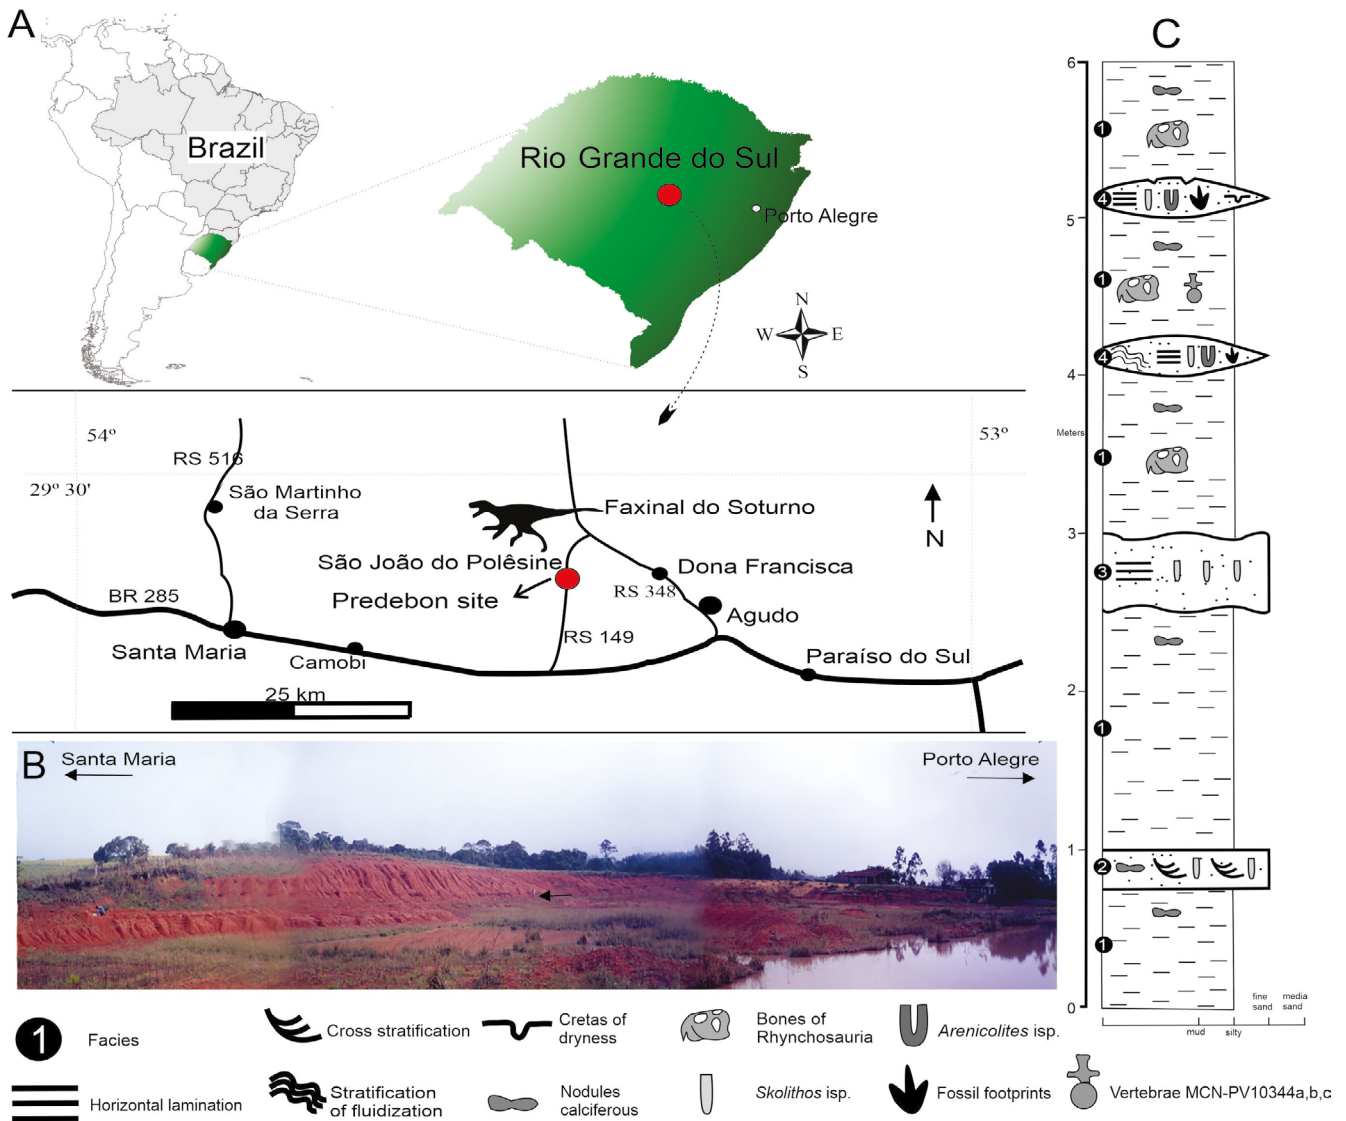 A
Brazil
Rio Grande do Sul
Porto Alegre
N
W
E
S
54º
53º
29º 30'
RS 516
São Martinho
da Serra
Faxinal do Soturno
N
São João do Polêsine
Dona Francisca
Predebon site
RS 348
BR 285
Agudo
RS 149
Santa Maria
Camobi
Paraíso do Sul
25 km
B
Santa Maria
Porto Alegre
C
6
1
4
5
1
4
4
Meters
1
3
3
2
1
1
2
1
0
fine
sand
media
sand
mud
silty
1
Facies
Cross stratification
Cretas of
dryness
Bones of
Rhynchosauria
Arenicolites isp.
Horizontal lamination
Stratification
of fluidization
Nodules
calciferous
Skolithos isp.
Fossil footprints
Vertebrae MCN-PV10344a,b,c